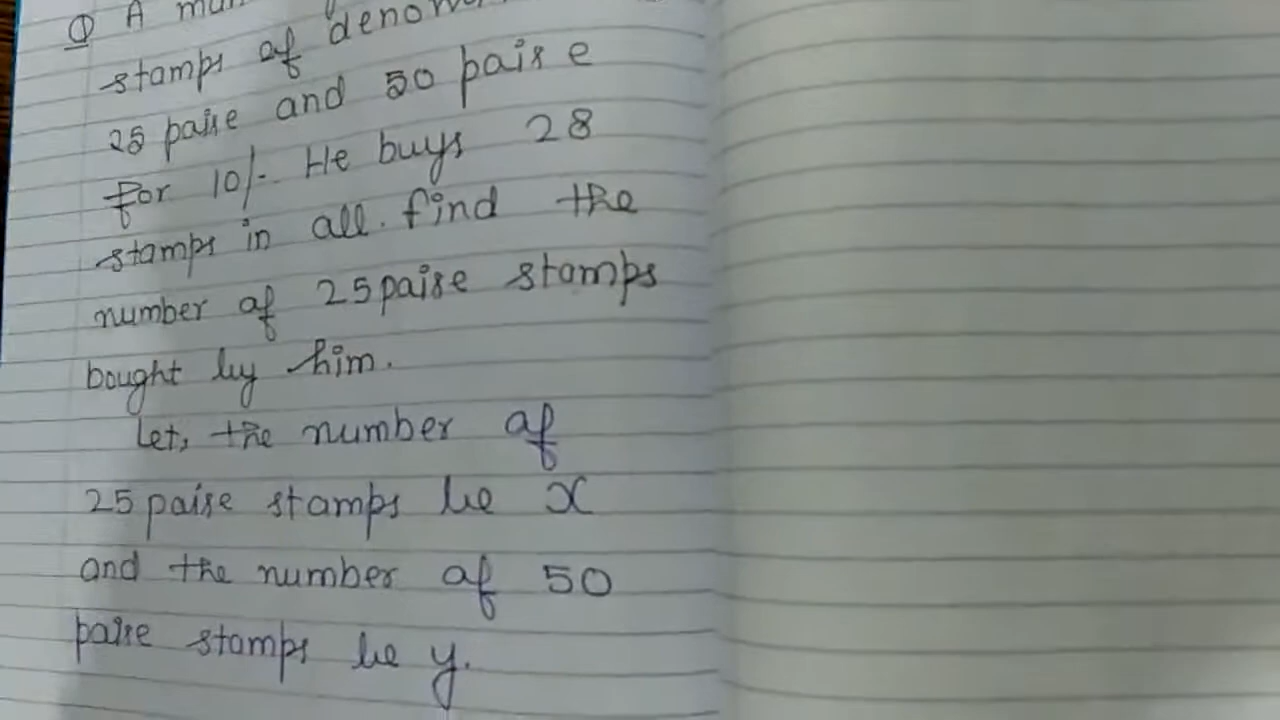 Q A
stamps of
25 paise and 50 paise
for 10/- He buys 28
stamps in all. find the
number of 25 paise stamps
bought by him.
Let, the number of
25 paise stamps be x
and the number of 50
paise stamps be y.